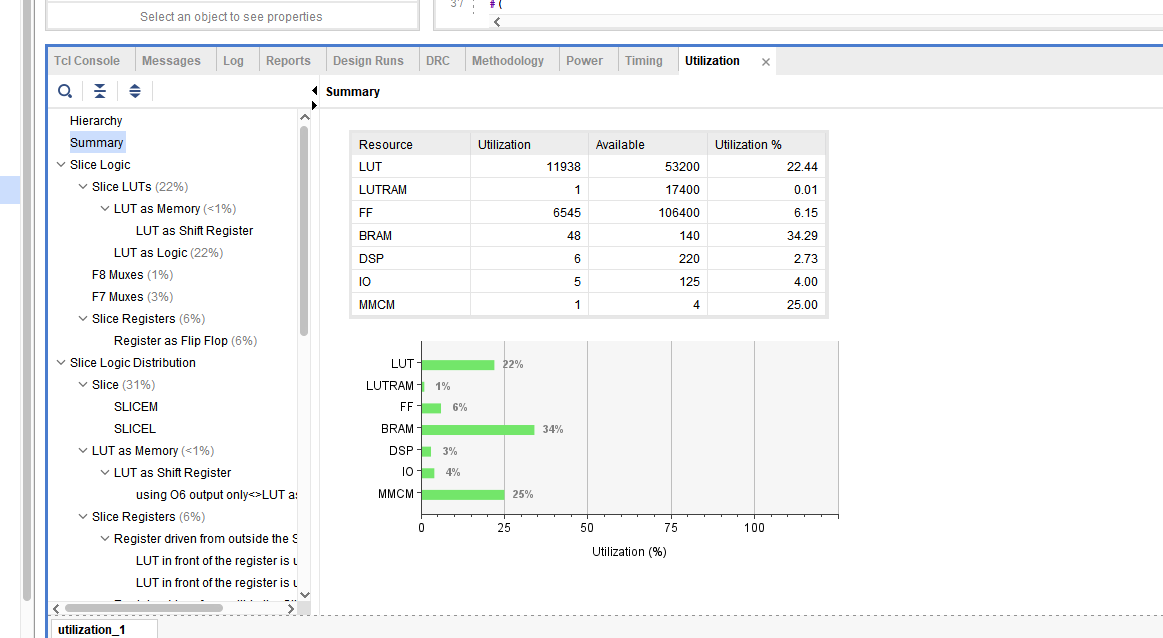 Select an object to see properties
37 #(
Tcl Console Messages Log Reports Design Runs DRC Methodology Power Timing Utilization
Summary
Hierarchy
Summary
Slice Logic
Slice LUTs (22%)
LUT as Memory (<1%)
LUT as Shift Register
LUT as Logic (22%)
F8 Muxes (1%)
F7 Muxes (3%)
Slice Registers (6%)
Register as Flip Flop (6%)
Slice Logic Distribution
Slice (31%)
SLICEM
SLICEL
LUT as Memory (<1%)
LUT as Shift Register
using O6 output only<>LUT as
Slice Registers (6%)
Register driven from outside the S
LUT in front of the register is u
LUT in front of the register is u
Resource Utilization Available Utilization %
LUT 11938 53200 22.44
LUTRAM 1 17400 0.01
FF 6545 106400 6.15
BRAM 48 140 34.29
DSP 6 220 2.73
IO 5 125 4.00
MMCM 1 4 25.00
LUT 22%
LUTRAM 1%
FF 6%
BRAM 34%
DSP 3%
IO 4%
MMCM 25%
0 25 50 75 100
Utilization (%)
utilization_1